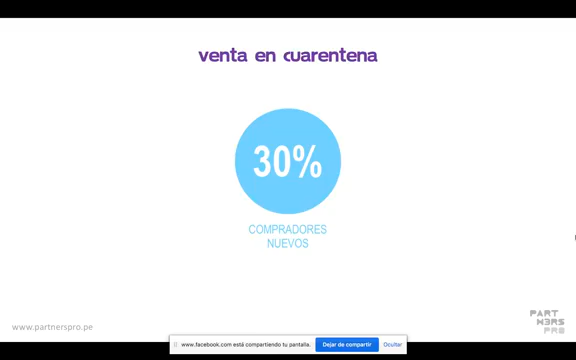 venta en cuarentena
30%
COMPRADORES
NUEVOS
www.partnerspro.pe
PART
N3RS
PRO
www.facebook.com está compartiendo tu pantalla.
Dejar de compartir
Ocultar